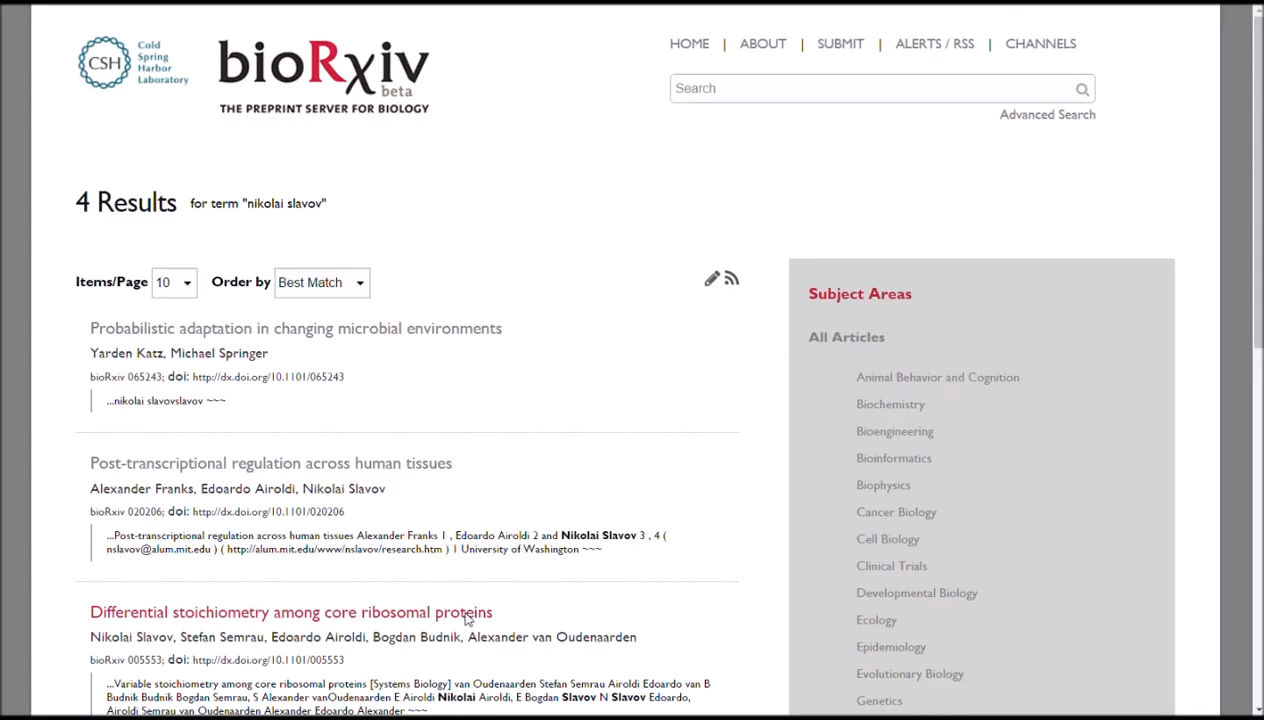 CSH Cold
Spring
Harbor
Laboratory
bioRxiv
beta
THE PREPRINT SERVER FOR BIOLOGY
HOME | ABOUT | SUBMIT | ALERTS / RSS | CHANNELS
Search
Advanced Search
4 Results for term "nikolai slavov"
Items/Page 10 Order by Best Match
Probabilistic adaptation in changing microbial environments
Yarden Katz, Michael Springer
bioRxiv 065243; doi: http://dx.doi.org/10.1101/065243
...nikolai slavovslavov ~~~
Post-transcriptional regulation across human tissues
Alexander Franks, Edoardo Airoldi, Nikolai Slavov
bioRxiv 020206; doi: http://dx.doi.org/10.1101/020206
...Post-transcriptional regulation across human tissues Alexander Franks 1 , Edoardo Airoldi 2 and Nikolai Slavov 3 , 4 (
nslavov@alum.mit.edu ) ( http://alum.mit.edu/www/nslavov/research.htm ) 1 University of Washington ~~~
Differential stoichiometry among core ribosomal proteins
Nikolai Slavov, Stefan Semrau, Edoardo Airoldi, Bogdan Budnik, Alexander van Oudenaarden
bioRxiv 005553; doi: http://dx.doi.org/10.1101/005553
...Variable stoichiometry among core ribosomal proteins [Systems Biology] van Oudenaarden Stefan Semrau Airoldi Edoardo van B
Budnik Budnik Bogdan Semrau, S Alexander vanOudenaarden E Airoldi Nikolai Airoldi, E Bogdan Slavov N Slavov Edoardo,
Airoldi Semrau van Oudenaarden Alexander Edoardo Alexander ~~~
Subject Areas
All Articles
Animal Behavior and Cognition
Biochemistry
Bioengineering
Bioinformatics
Biophysics
Cancer Biology
Cell Biology
Clinical Trials
Developmental Biology
Ecology
Epidemiology
Evolutionary Biology
Genetics